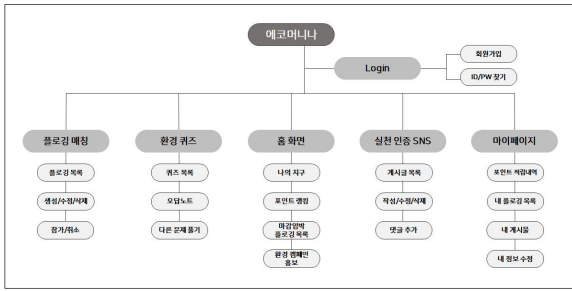 에코머니나
Login
회원가입
ID/PW 찾기
플로깅 매칭
환경 퀴즈
홈 화면
실천 인증 SNS
마이페이지
플로깅 목록
퀴즈 목록
나의 지구
게시글 목록
포인트 적립내역
생성/수정/삭제
오답노트
포인트 랭킹
작성/수정/삭제
내 플로깅 목록
참가/취소
다른 문제 풀기
마감임박
플로깅 목록
댓글 추가
내 게시물
환경 캠페인
홍보
내 정보 수정